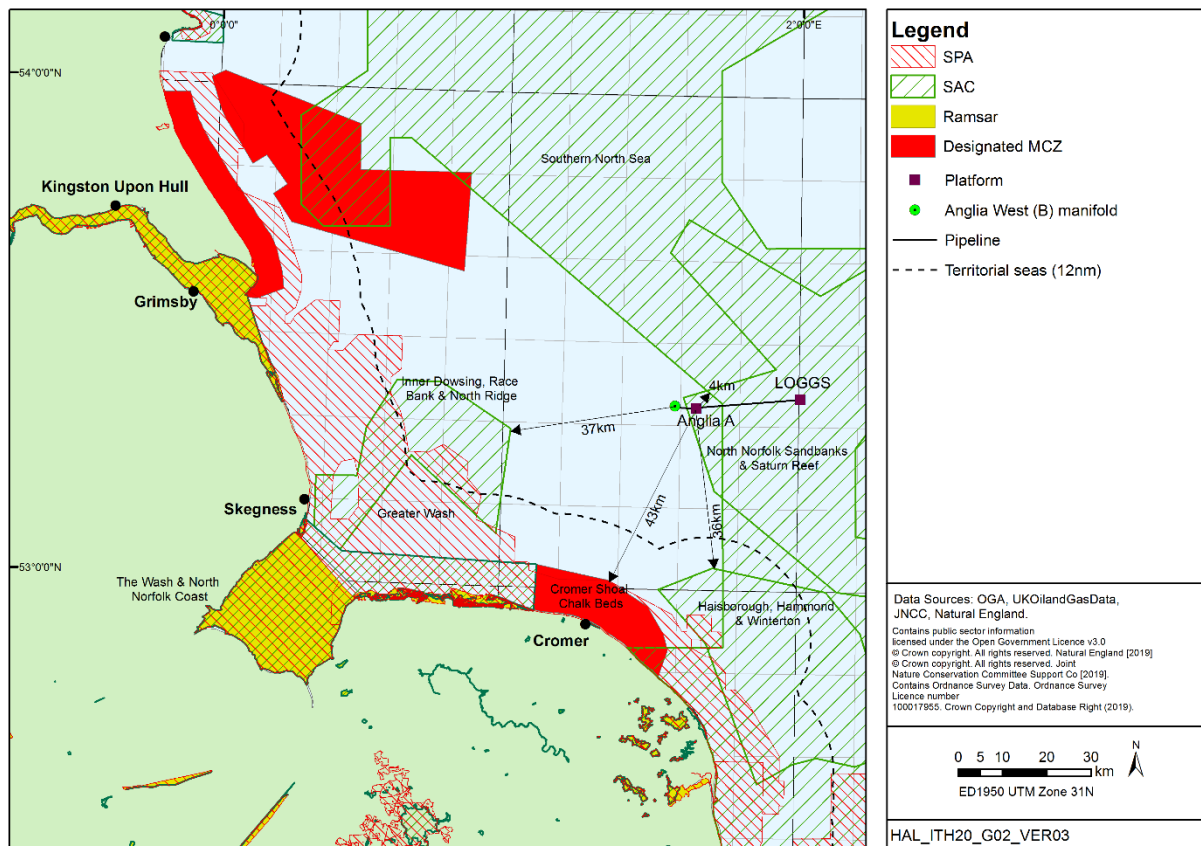 0°0'0"
2°0'0"E
54°0'0"N
Southern North Sea
Kingston Upon Hull
Grimsby
Inner Dowsing, Race
Bank & North Ridge
LOGGS
4km
Anglia A
37km
North Norfolk Sandbanks
& Saturn Reef
Skegness
Greater Wash
43km
36km
53°0'0"N
The Wash & North
Norfolk Coast
Cromer Shoal
Chalk Beds
Haisborough, Hammond
& Winterton
Cromer
Legend
SPA
SAC
Ramsar
Designated MCZ
Platform
Anglia West (B) manifold
Pipeline
Territorial seas (12nm)
Data Sources: OGA, UKOilandGasData,
JNCC, Natural England.
Contains public sector information
licensed under the Open Government Licence v3.0
© Crown copyright. All rights reserved. Natural England [2019]
© Crown copyright. All rights reserved. Joint
Nature Conservation Committee Support Co [2019].
Contains Ordnance Survey Data. Ordnance Survey
Licence number
100017955. Crown Copyright and Database Right (2019).
0 5 10 20 30
km
N
ED1950 UTM Zone 31N
HAL_ITH20_G02_VER03